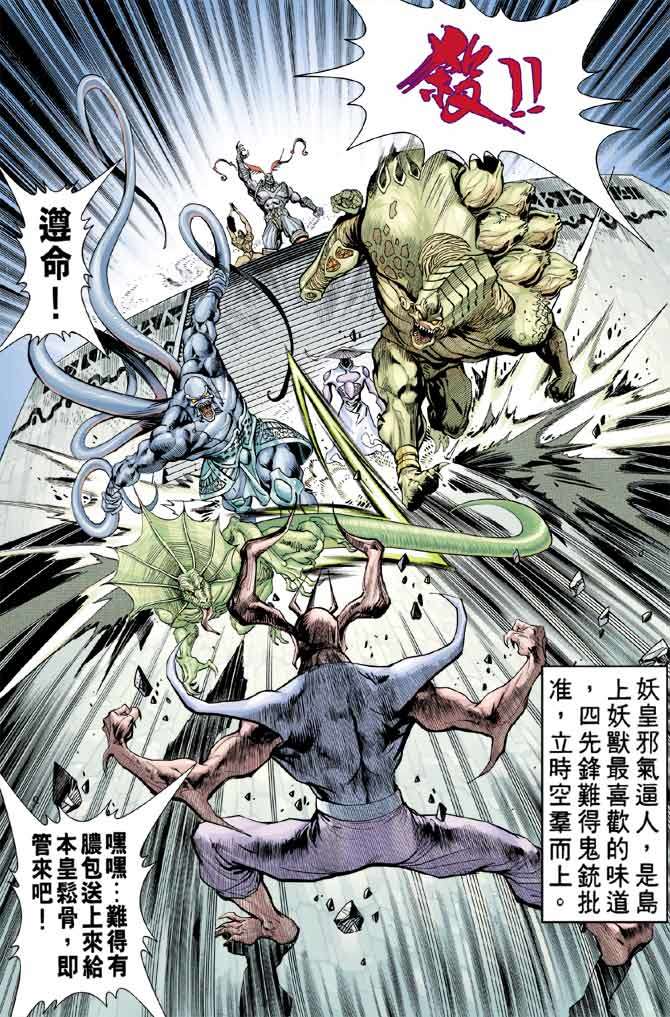 殺!!
遵命！
妖皇邪氣逼人，是島
上妖獸最喜歡的味道
，四先鋒難得鬼銃批
准，立時空羣而上。
嘿嘿…難得有
膿包送上來給
本皇鬆骨，即
管來吧！